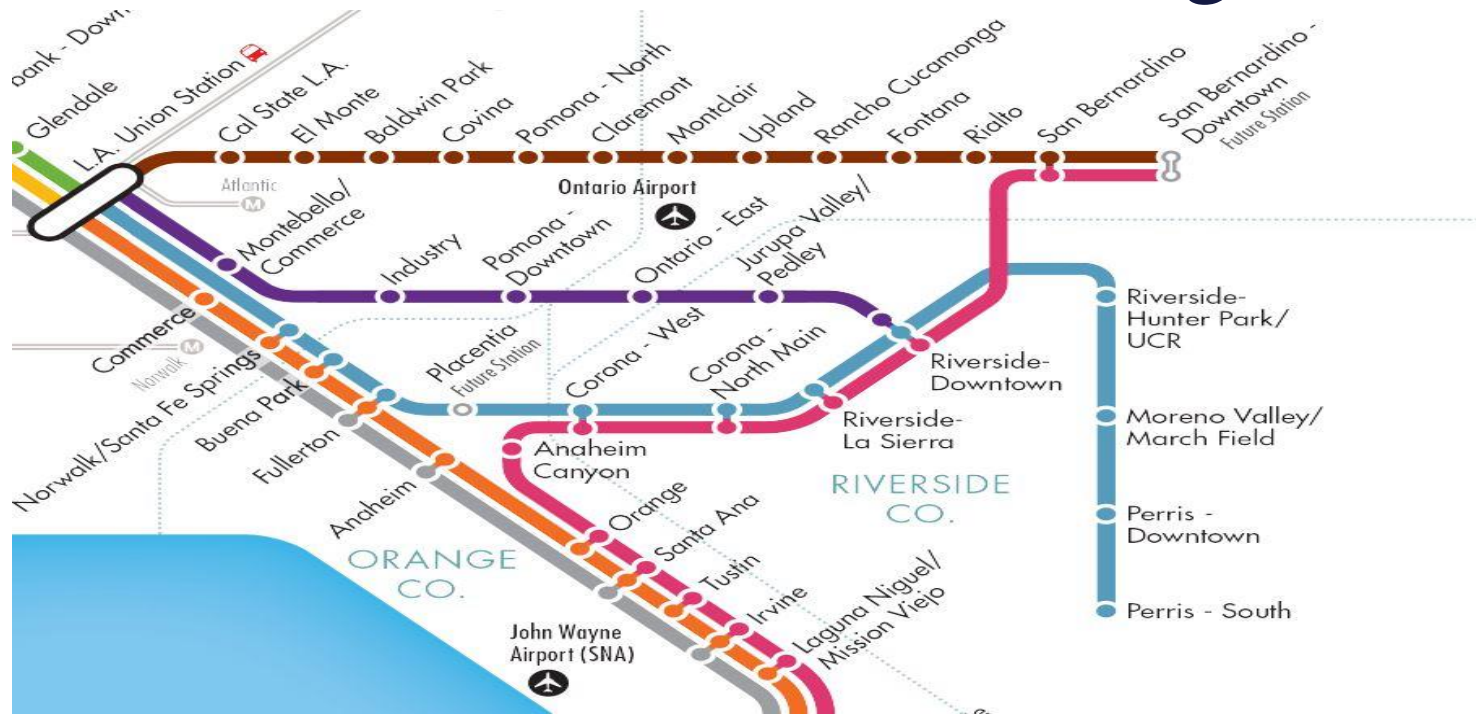 bank - Down
Glendale
L.A. Union Station
Cal State L.A.
El Monte
Baldwin Park
Covina
Pomona - North
Claremont
Montclair
Upland
Rancho Cucamonga
Fontana
Rialto
San Bernardino
San Bernardino -
Downtown
Future Station
Atlantic
M
Ontario Airport
Montebello/
Commerce
Industry
Pomona -
Downtown
Ontario - East
Jurupa Valley/
Pedley
Commerce
M
Norwalk
Norwalk/Santa Fe Springs
Buena Park
Fullerton
Placentia
Future Station
Corona - West
Corona -
North Main
Riverside-
Downtown
Riverside-
La Sierra
Riverside-
Hunter Park/
UCR
Moreno Valley/
March Field
Perris -
Downtown
Perris - South
Anaheim
Canyon
RIVERSIDE
CO.
Anaheim
ORANGE
CO.
Orange
Santa Ana
Tustin
Irvine
Laguna Niguel/
Mission Viejo
John Wayne
Airport (SNA)